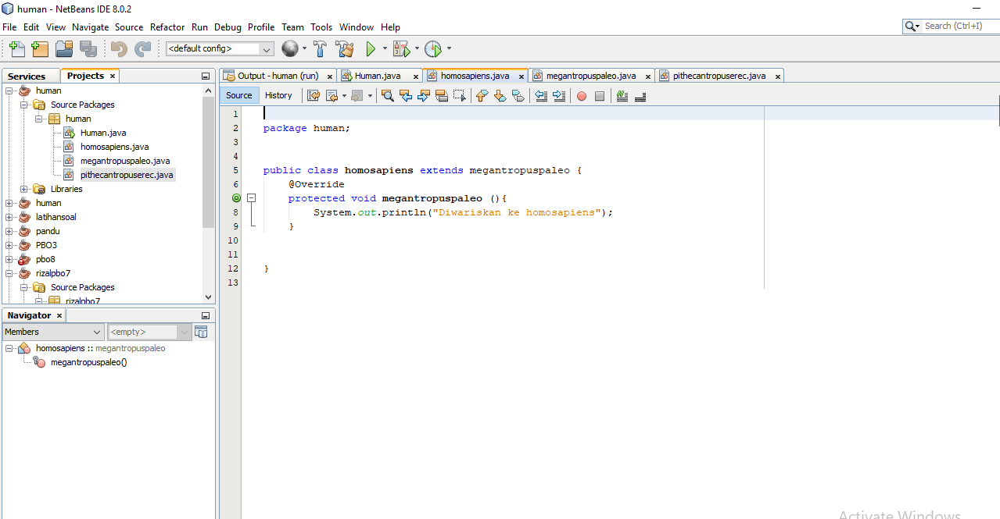 human - NetBeans IDE 8.0.2
File Edit View Navigate Source Refactor Run Debug Profile Team Tools Window Help
Search (Ctrl+I)
<default config>
Services Projects
human
Source Packages
human
Human.java
homosapiens.java
megantropuspaleo.java
pithecantropuserec.java
Libraries
human
latihansoal
pandu
PBO3
pbo8
rizalpbo7
Source Packages
rizalpbo7
Navigator
Members <empty>
homosapiens :: megantropuspaleo
megantropuspaleo()
Output - human (run) Human.java homosapiens.java megantropuspaleo.java pithecantropuserec.java
Source History
1
2 package human;
3
4
5 public class homosapiens extends megantropuspaleo {
6 @Override
protected void megantropuspaleo (){
8 System.out.println("Diwariskan ke homosapiens");
9 }
10
11
12 }
13
Activate Windows